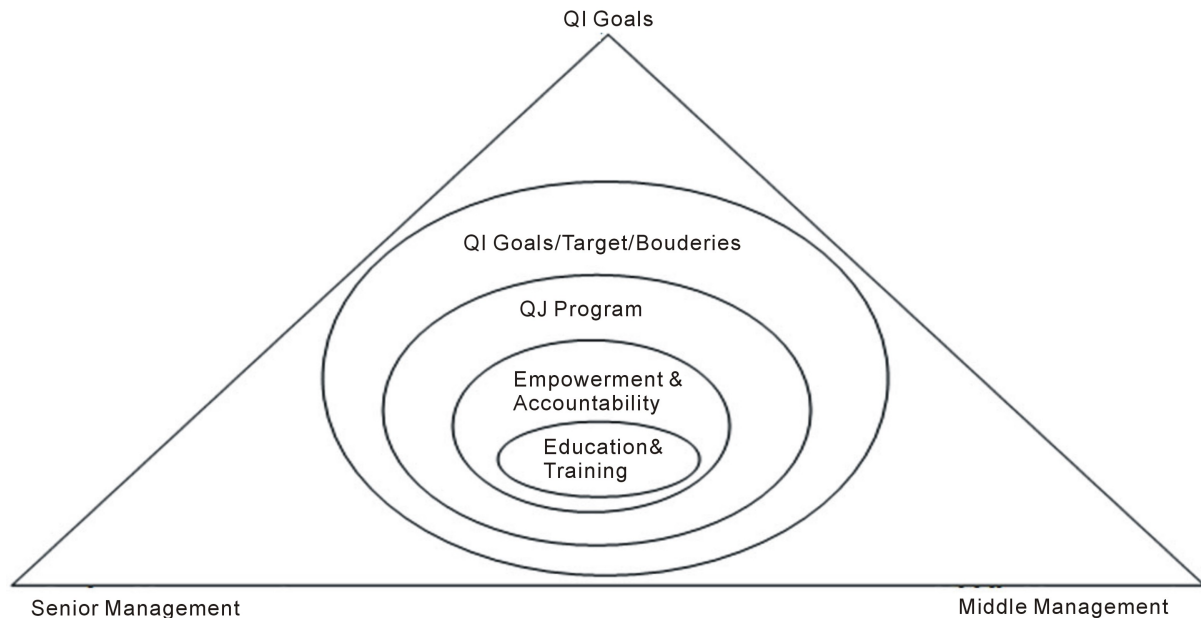 QI Goals
QI Goals/Target/Bouderies
QJ Program
Empowerment &
Accountability
Education&
Training
Senior Management
Middle Management